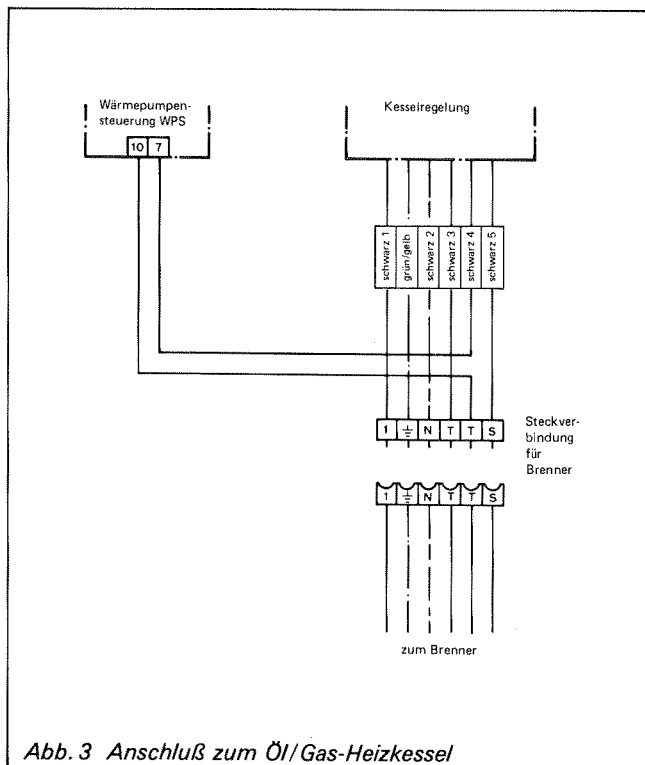 Wärmepumpen-
steuerung WPS
10 7
Kesselregelung
schwarz 1
grün/gelb
schwarz 2
schwarz 3
schwarz 4
schwarz 5
1 ⏚ N T T S
Steckver-
bindung
für
Brenner
1 ⏚ N T T S
zum Brenner
Abb. 3 Anschluß zum Öl/Gas-Heizkessel